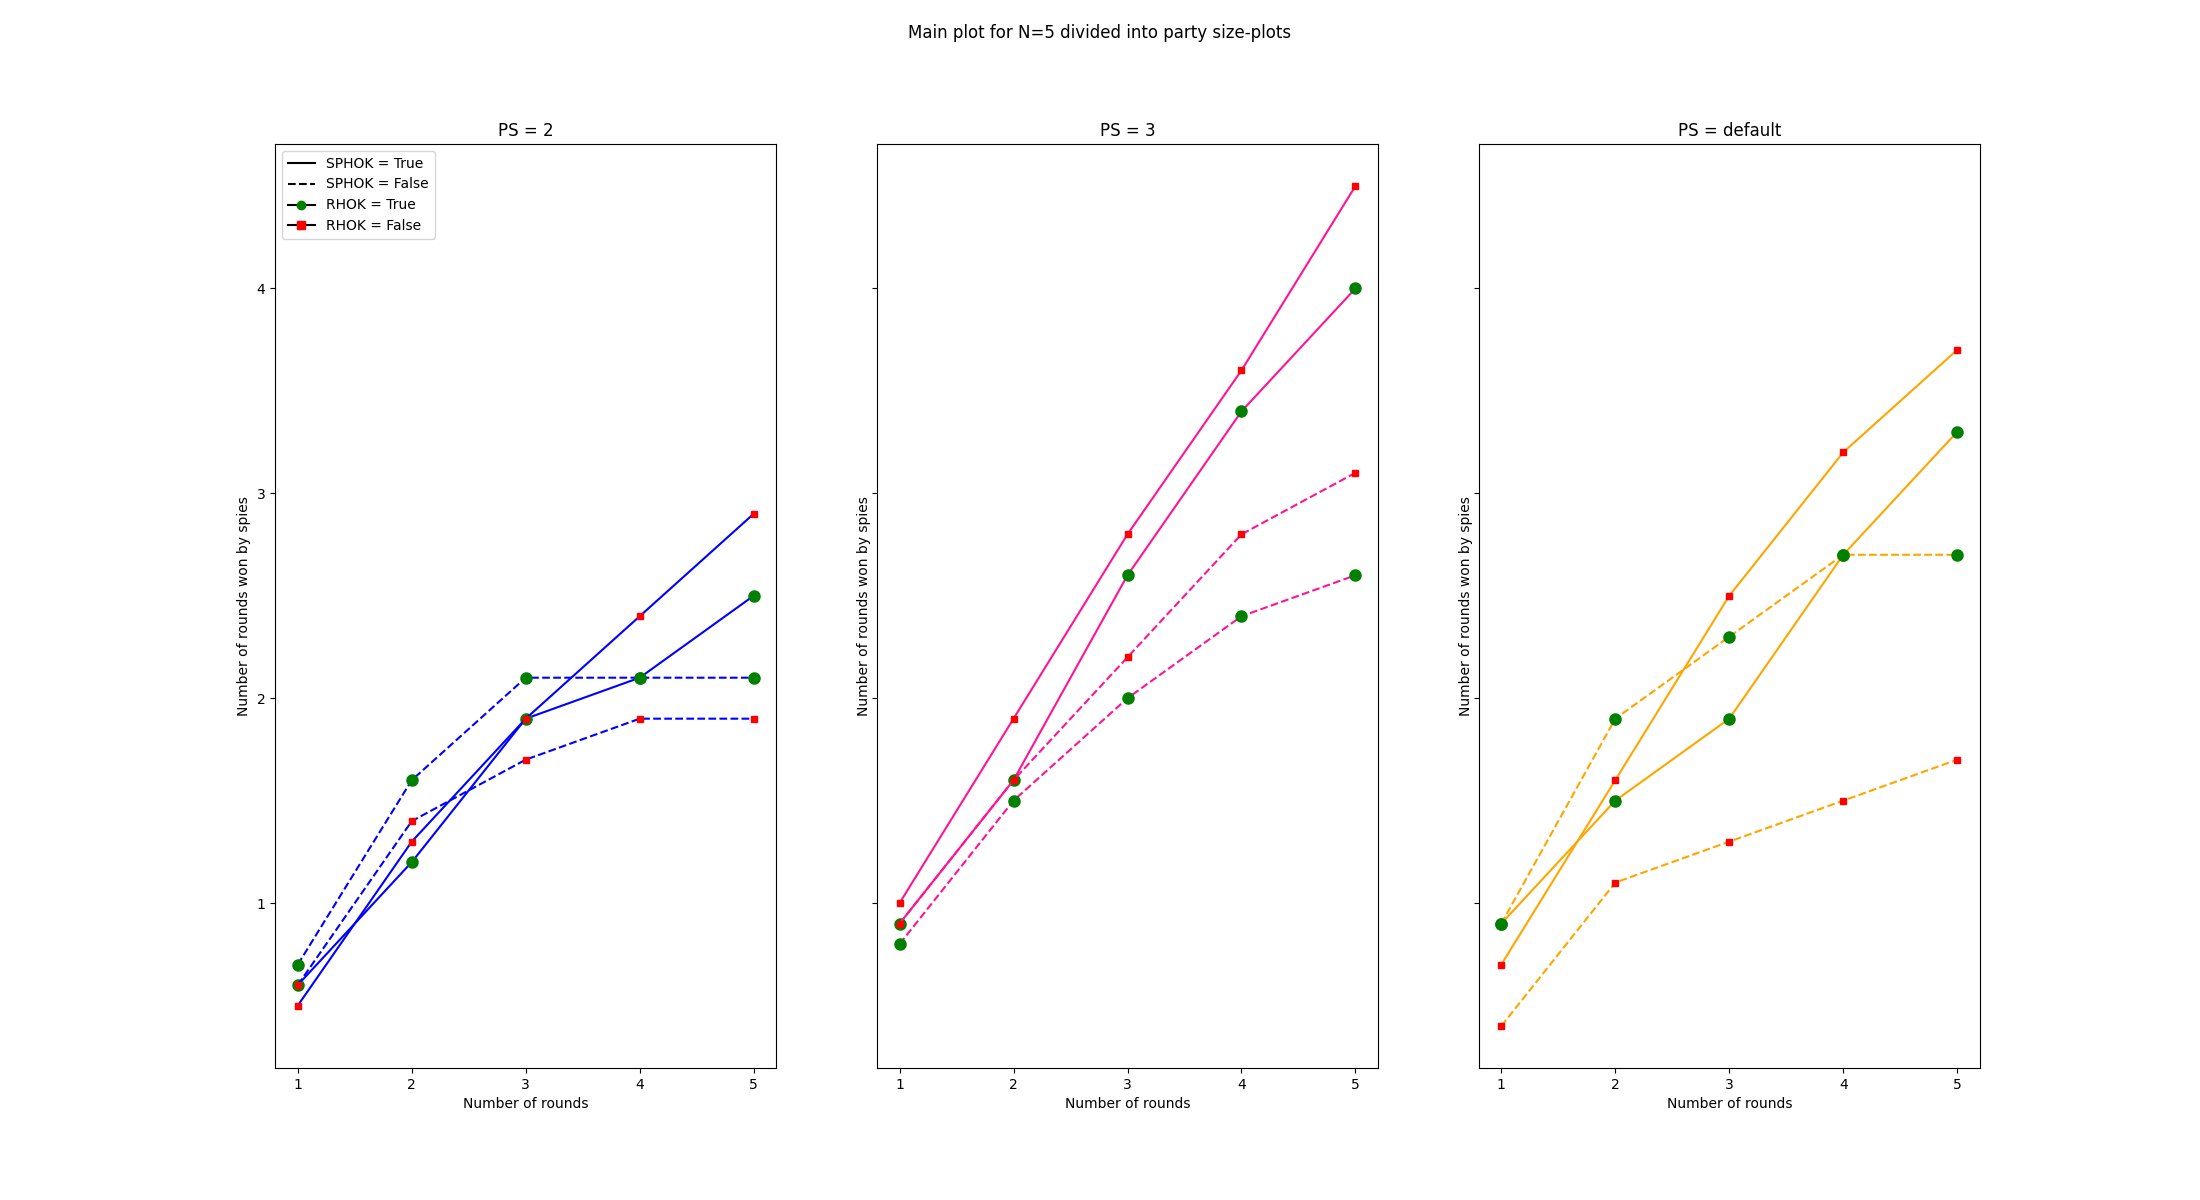 Main plot for N=5 divided into party size-plots
PS = 2
SPHOK = True
SPHOK = False
RHOK = True
RHOK = False
4
3
2
1
Number of rounds won by spies
1 2 3 4 5
Number of rounds
PS = 3
Number of rounds won by spies
1 2 3 4 5
Number of rounds
PS = default
Number of rounds won by spies
1 2 3 4 5
Number of rounds